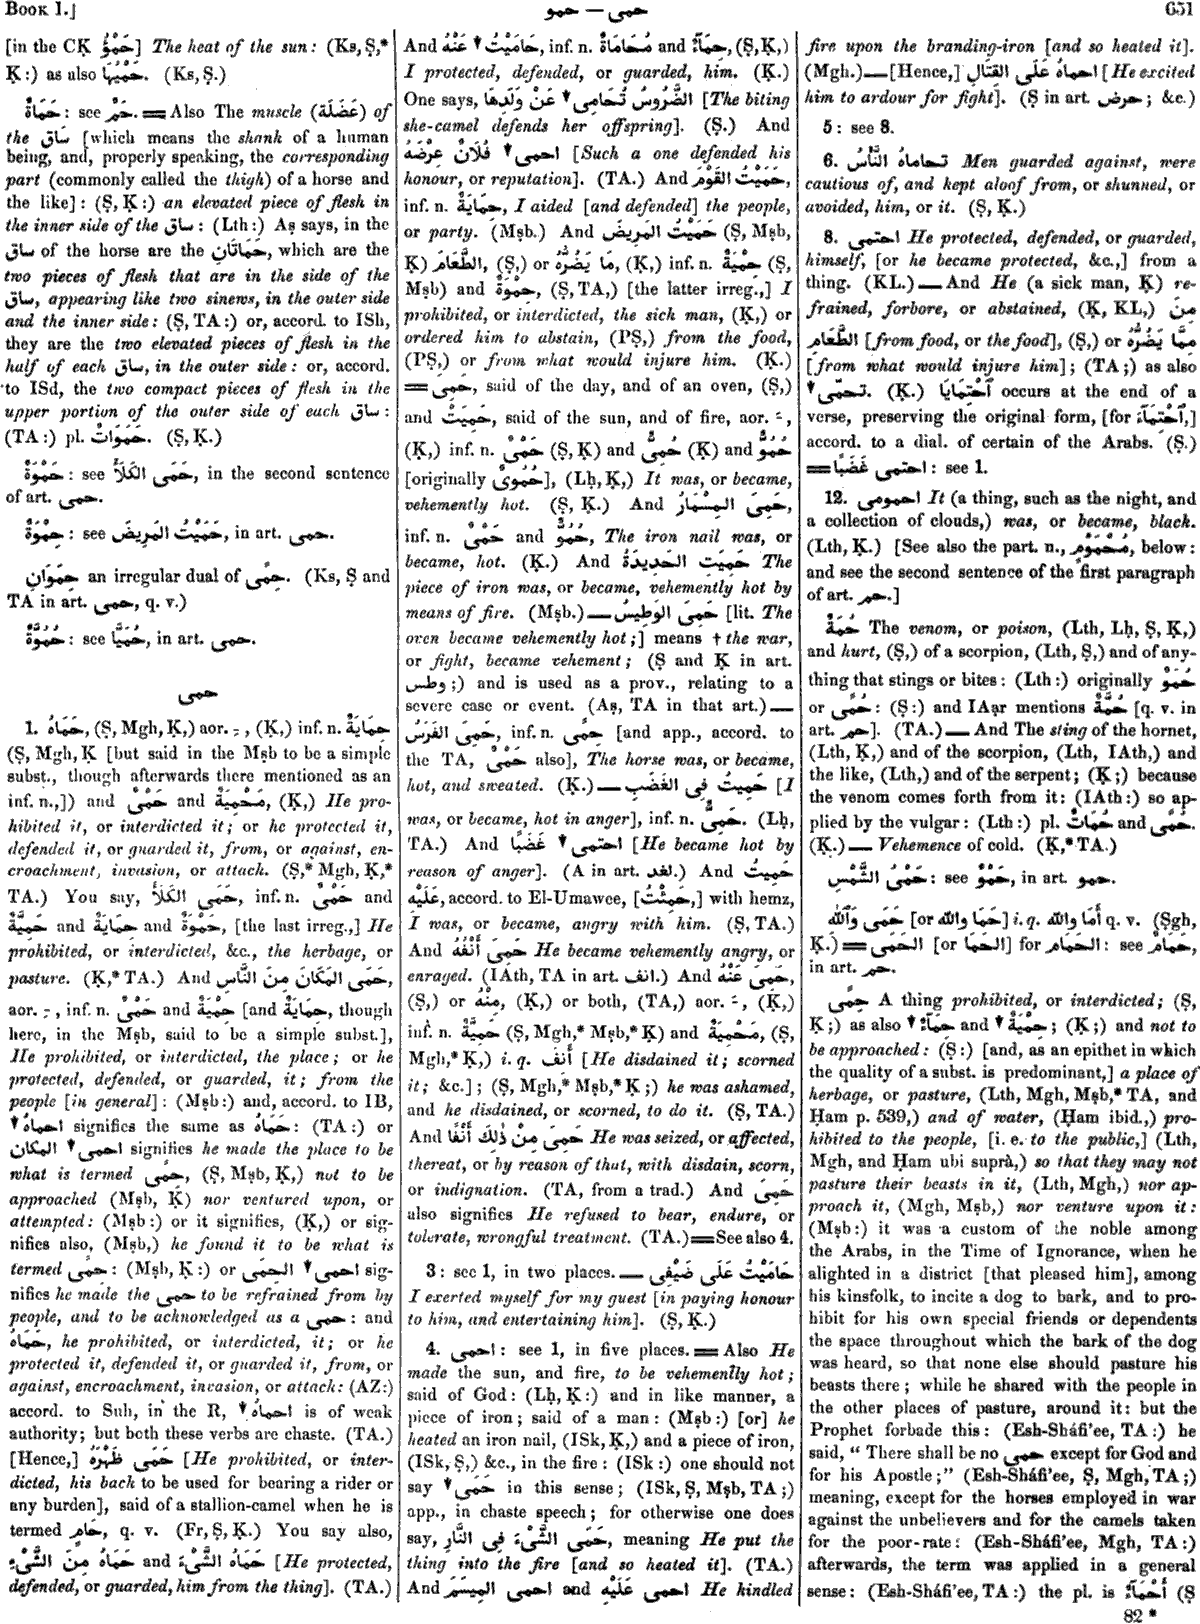 BOOK I.]
حمى — حمو
651
[in the CḲ حَمْؤُ] The heat of the sun: (Ks, Ṣ,*
Ḳ:) as also حَمْيُهَا. (Ks, Ṣ.)
حَمَاةٌ: see حَمْرٌ. ═ Also The muscle (عَضَلَة) of
the سَاق [which means the shank of a human
being, and, properly speaking, the corresponding
part (commonly called the thigh) of a horse and
the like]: (Ṣ, Ḳ:) an elevated piece of flesh in
the inner side of the ساق: (Lth:) Aṣ says, in the
ساق of the horse are the حَمَاتَانِ, which are the
two pieces of flesh that are in the side of the
ساق, appearing like two sinews, in the outer side
and the inner side: (Ṣ, TA:) or, accord. to ISh,
they are the two elevated pieces of flesh in the
half of each ساق, in the outer side: or, accord.
to ISd, the two compact pieces of flesh in the
upper portion of the outer side of each ساق:
(TA:) pl. حَمَوَاتٌ. (Ṣ, Ḳ.)
حَمْوَةٌ: see حَمَى الكَلَأَ, in the second sentence
of art. حمى.
حِمْوَةٌ: see حَمَيْتُ المَرِيضَ, in art. حمى.
حِمَوَانِ an irregular dual of حِمًى. (Ks, Ṣ and
TA in art. حمى, q. v.)
حُمُوَّةٌ: see حُمَيَّا, in art. حمى.
حمى
1. حَمَاهُ, (Ṣ, Mgh, Ḳ,) aor. ـِ, (Ḳ,) inf. n. حِمَايَةٌ
(Ṣ, Mgh, Ḳ [but said in the Mṣb to be a simple
subst., though afterwards there mentioned as an
inf. n.,]) and حَمْىٌ and مَحْمِيَةٌ, (Ḳ,) He pro-
hibited it, or interdicted it; or he protected it,
defended it, or guarded it, from, or against, en-
croachment, invasion, or attack. (Ṣ,* Mgh, Ḳ,*
TA.) You say, حَمَى الكَلَأَ, inf. n. حَمْىٌ and
حَمِيَّةٌ and حِمَايَةٌ and حَمْوَةٌ, [the last irreg.,] He
prohibited, or interdicted, &c., the herbage, or
pasture. (Ḳ,* TA.) And حَمَى المَكَانَ مِنَ النَّاسِ,
aor. ـِ, inf. n. حَمْىٌ and حِمْيَةٌ [and حِمَايَةٌ, though
here, in the Mṣb, said to be a simple subst.],
He prohibited, or interdicted, the place; or he
protected, defended, or guarded, it; from the
people [in general]: (Mṣb:) and, accord. to IB,
احماهُ▼ signifies the same as حَمَاهُ: (TA:) or
احمى▼ المكان signifies he made the place to be
what is termed حِمًى, (Ṣ, Mṣb, Ḳ,) not to be
approached (Mṣb, Ḳ) nor ventured upon, or
attempted: (Mṣb:) or it signifies, (Ḳ,) or sig-
nifies also, (Mṣb,) he found it to be what is
termed حِمًى: (Mṣb, Ḳ:) or احمى▼ الحِمَى sig-
nifies he made the حمى to be refrained from by
people, and to be acknowledged as a حمى: and
حَمَاهُ, he prohibited, or interdicted, it; or he
protected it, defended it, or guarded it, from, or
against, encroachment, invasion, or attack: (AZ:)
accord. to Suh, in the R, احماهُ▼ is of weak
authority; but both these verbs are chaste. (TA.)
[Hence,] حَمَى ظَهْرَهُ [He prohibited, or inter-
dicted, his back to be used for bearing a rider or
any burden], said of a stallion-camel when he is
termed حَامٍ, q. v. (Fr, Ṣ, Ḳ.) You say also,
حَمَاهُ الشَّىْءَ and حَمَاهُ مِنَ الشَّىْءِ [He protected,
defended, or guarded, him from the thing]. (TA.)
And حَامَيْتُ▼ عَنْهُ, inf. n. مُحَامَاةٌ and حِمَآءٌ, (Ṣ, Ḳ,)
I protected, defended, or guarded, him. (Ḳ.)
One says, الضَّرُوسُ تُحَامِى▼ عَنْ وَلَدِهَا [The biting
she-camel defends her offspring]. (Ṣ.) And
فُلَانٌ عِرْضَهُ احمى▼ [Such a one defended his
honour, or reputation]. (TA.) And حَمَيْتُ القَوْمَ,
inf. n. حِمَايَةٌ, I aided [and defended] the people,
or party. (Mṣb.) And حَمَيْتُ المَرِيضَ (Ṣ, Mṣb,
Ḳ) الطَّعَامَ, (Ṣ,) or مَا يَضُرُّهُ, (Ḳ,) inf. n. حِمْيَةٌ (Ṣ,
Mṣb) and حِمْوَةٌ, (Ṣ, TA,) [the latter irreg.,] I
prohibited, or interdicted, the sick man, (Ḳ,) or
ordered him to abstain, (PṢ,) from the food,
(PṢ,) or from what would injure him. (Ḳ.)
═ حَمِىَ, said of the day, and of an oven, (Ṣ,)
and حَمِيَتْ, said of the sun, and of fire, aor. ـَ,
(Ḳ,) inf. n. حَمْىٌ (Ṣ, Ḳ) and حُمِىٌّ (Ḳ) and حُمُوٌّ
[originally حُمُوىٌ], (Lḥ, Ḳ,) It was, or became,
vehemently hot. (Ṣ, Ḳ.) And حَمِىَ المِسْمَارُ,
inf. n. حَمْىٌ and حُمُوٌّ, The iron nail was, or
became, hot. (Ḳ.) And حَمِيَتِ الحَدِيدَةُ The
piece of iron was, or became, vehemently hot by
means of fire. (Mṣb.) — حَمِىَ الوَطِيسُ [lit. The
oven became vehemently hot;] means † the war,
or fight, became vehement; (Ṣ and Ḳ in art.
وطس;) and is used as a prov., relating to a
severe case or event. (Aṣ, TA in that art.) —
حَمِىَ الفَرَسُ, inf. n. حِمًى [and app., accord. to
the TA, حَمْىٌ also], The horse was, or became,
hot, and sweated. (Ḳ.) — حَمِيتُ فِى الغَضَبِ [I
was, or became, hot in anger], inf. n. حُمِىٌّ. (Lḥ,
TA.) And احتمى▼ غَضَبًا [He became hot by
reason of anger]. (A in art. لغد.) And حَمِيتُ
عَلَيْهِ, accord. to El-Umawee, [حَمِئْتُ,] with hemz,
I was, or became, angry with him. (Ṣ, TA.)
And حَمِىَ أَنْفُهُ He became vehemently angry, or
enraged. (IAth, TA in art. انف.) And حَمِىَ عَنْهُ,
(Ṣ,) or مِنْهُ, (Ḳ,) or both, (TA,) aor. ـَ, (Ḳ,)
inf. n. حَمِيَّةٌ (Ṣ, Mgh,* Mṣb,* Ḳ) and مَحْمِيَةٌ, (Ṣ,
Mgh,* Ḳ,) i. q. أَنِفَ [He disdained it; scorned
it; &c.]; (Ṣ, Mgh,* Mṣb,* Ḳ;) he was ashamed,
and he disdained, or scorned, to do it. (Ṣ, TA.)
And حَمِىَ مِنْ ذٰلِكَ أَنَفًا He was seized, or affected,
thereat, or by reason of that, with disdain, scorn,
or indignation. (TA, from a trad.) And حَمِىَ
also signifies He refused to bear, endure, or
tolerate, wrongful treatment. (TA.) ═ See also 4.
3: see 1, in two places. — حَامَيْتُ عَلَى ضَيْفِى
I exerted myself for my guest [in paying honour
to him, and entertaining him]. (Ṣ, Ḳ.)
4. احمى: see 1, in five places. ═ Also He
made the sun, and fire, to be vehemently hot;
said of God: (Lḥ, Ḳ:) and in like manner, a
piece of iron; said of a man: (Mṣb:) [or] he
heated an iron nail, (ISk, Ḳ,) and a piece of iron,
(ISk, Ṣ,) &c., in the fire: (ISk:) one should not
say حَمَى▼ in this sense; (ISk, Ṣ, Mṣb, TA;)
app., in chaste speech; for otherwise one does
say, حَمَى الشَّىْءَ فِى النَّارِ, meaning He put the
thing into the fire [and so heated it]. (TA.)
And احمى المِيسَمَ and احمى عَلَيْهِ He kindled
fire upon the branding-iron [and so heated it].
(Mgh.) — [Hence,] احماهُ عَلَى القِتَالِ [He excited
him to ardour for fight]. (Ṣ in art. حرض; &c.)
5: see 8.
6. تحاماهُ النَّاسُ Men guarded against, were
cautious of, and kept aloof from, or shunned, or
avoided, him, or it. (Ṣ, Ḳ.)
8. احتمى He protected, defended, or guarded,
himself, [or he became protected, &c.,] from a
thing. (KL.) — And He (a sick man, Ḳ) re-
frained, forbore, or abstained, (Ḳ, KL,) مِنَ
الطَّعَامِ [from food, or the food], (Ṣ,) or مِمَّا يَضُرُّهُ
[from what would injure him]; (TA;) as also
تحمّى▼. (Ḳ.) اِحْتِمَايَا occurs at the end of a
verse, preserving the original form, [for اِحْتِمَآءَ,]
accord. to a dial. of certain of the Arabs. (Ṣ.)
═ احتمى غَضَبًا: see 1.
12. احمومى It (a thing, such as the night, and
a collection of clouds,) was, or became, black.
(Lth, Ḳ.) [See also the part. n., مُحْمَوْمٍ, below:
and see the second sentence of the first paragraph
of art. حمر.]
حُمَةٌ The venom, or poison, (Lth, Lḥ, Ṣ, Ḳ,)
and hurt, (Ṣ,) of a scorpion, (Lth, Ṣ,) and of any-
thing that stings or bites: (Lth:) originally حُمَوٌ
or حُمَىٌ: (Ṣ:) and IAạr mentions حُمَّةٌ [q. v. in
art. حمر]. (TA.) — And The sting of the hornet,
(Lth, Ḳ,) and of the scorpion, (Lth, IAth,) and
the like, (Lth,) and of the serpent; (Ḳ;) because
the venom comes forth from it: (IAth:) so ap-
plied by the vulgar: (Lth:) pl. حُمَاتٌ and حُمًى.
(Ḳ.) — Vehemence of cold. (Ḳ,* TA.)
حَمْىُ الشَّمْسِ: see حَمْوٌ, in art. حمو.
حَمَى وَٱللّٰهِ [or حَمَا واللّٰه] i. q. أَمَا واللّٰه q. v. (Ṣgh,
Ḳ.) ═ الحَمَى [or الحَمَا] for الحَمَام: see حَمَامٌ,
in art. حمر.
حِمًى A thing prohibited, or interdicted; (Ṣ,
Ḳ;) as also حِمَآءٌ▼ and حِمْيَةٌ▼; (Ḳ;) and not to
be approached: (Ṣ:) [and, as an epithet in which
the quality of a subst. is predominant,] a place of
herbage, or pasture, (Lth, Mgh, Mṣb,* TA, and
Ḥam p. 539,) and of water, (Ḥam ibid.,) pro-
hibited to the people, [i. e. to the public,] (Lth,
Mgh, and Ḥam ubi suprà,) so that they may not
pasture their beasts in it, (Lth, Mgh,) nor ap-
proach it, (Mgh, Mṣb,) nor venture upon it:
(Mṣb:) it was a custom of the noble among
the Arabs, in the Time of Ignorance, when he
alighted in a district [that pleased him], among
his kinsfolk, to incite a dog to bark, and to pro-
hibit for his own special friends or dependents
the space throughout which the bark of the dog
was heard, so that none else should pasture his
beasts there; while he shared with the people in
the other places of pasture, around it: but the
Prophet forbade this: (Esh-Sháfi'ee, TA:) he
said, "There shall be no حمى except for God and
for his Apostle;" (Esh-Sháfi'ee, Ṣ, Mgh, TA;)
meaning, except for the horses employed in war
against the unbelievers and for the camels taken
for the poor-rate: (Esh-Sháfi'ee, Mgh, TA:)
afterwards, the term was applied in a general
sense: (Esh-Sháfi'ee, TA:) the pl. is أَحْمَآءٌ (Ṣ
82 *